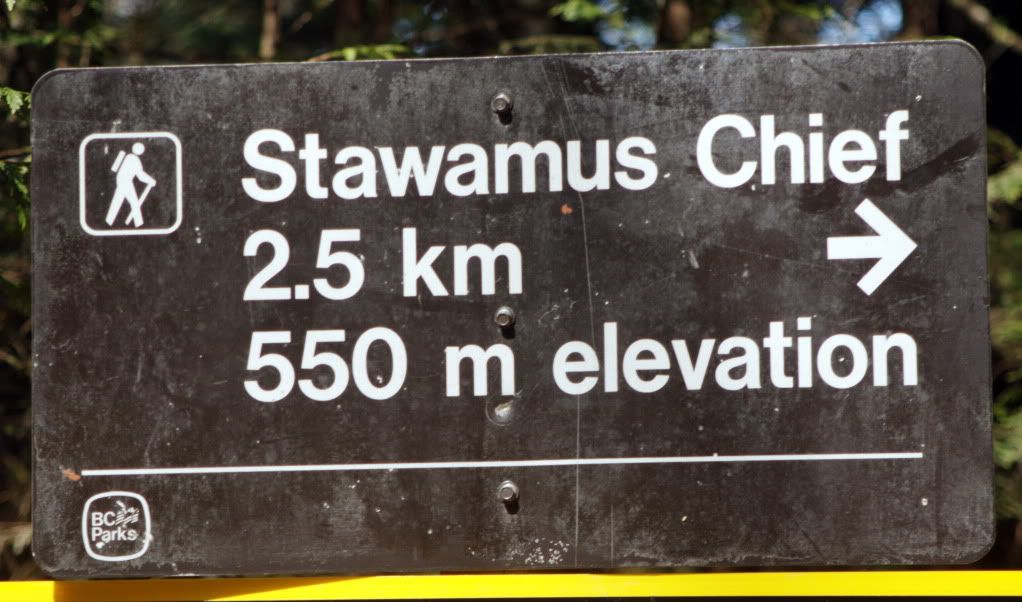 Stawamus Chief
2.5 km
550 m elevation
BC
Parks